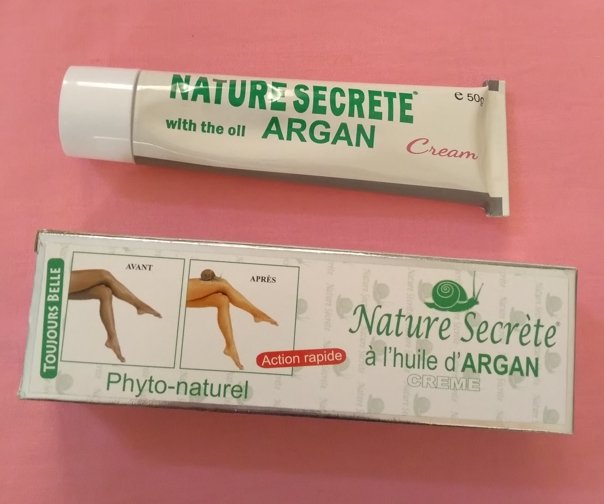 NATURE SECRETE
with the oil ARGAN
Cream
℮ 50g
TOUJOURS BELLE
AVANT
APRÈS
Action rapide
Phyto-naturel
Nature Secrète
à l'huile d'ARGAN
CREME